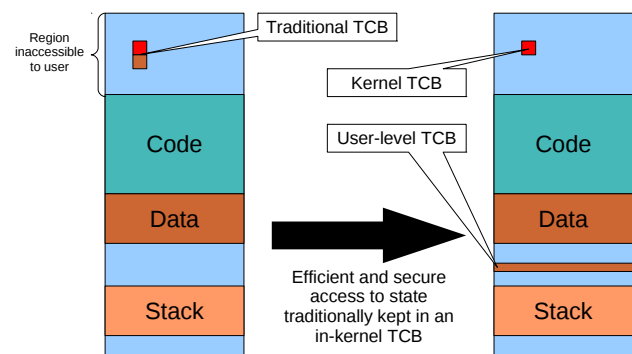 Region
inaccessible
to user
Traditional TCB
Kernel TCB
Code
Code
User-level TCB
Data
Data
Efficient and secure
access to state
traditionally kept in an
in-kernel TCB
Stack
Stack